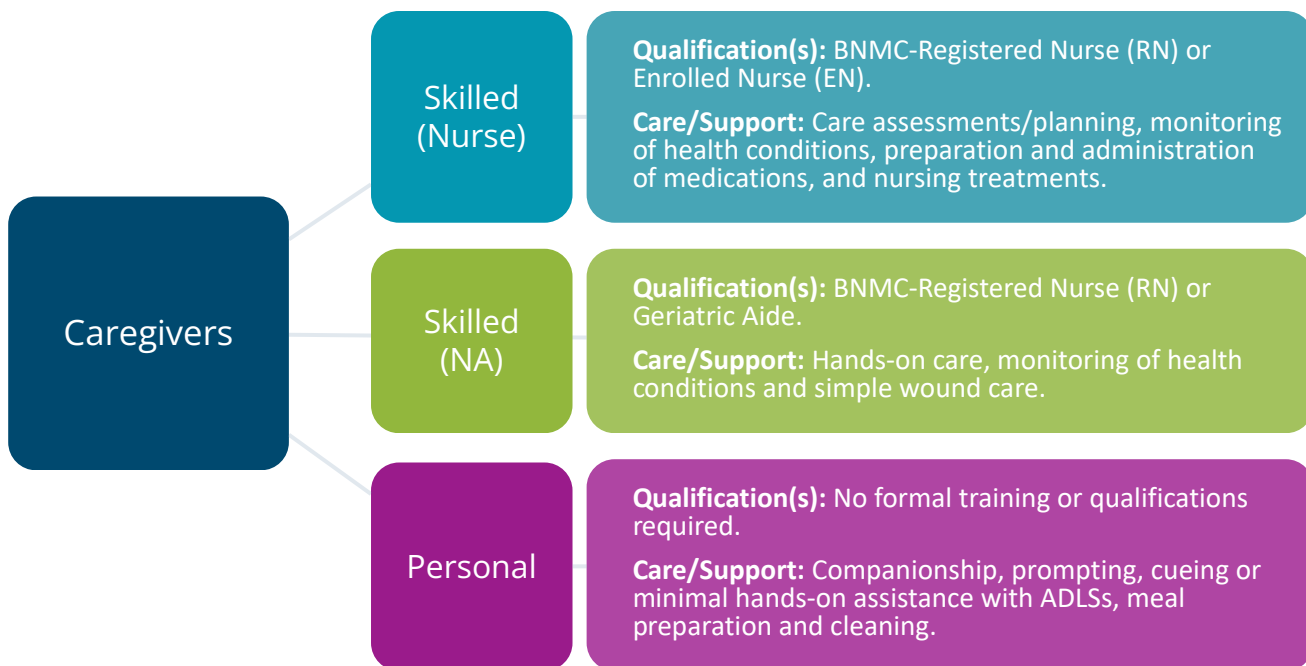 Caregivers
Skilled
(Nurse)
Qualification(s): BNMC-Registered Nurse (RN) or
Enrolled Nurse (EN).
Care/Support: Care assessments/planning, monitoring
of health conditions, preparation and administration
of medications, and nursing treatments.
Skilled
(NA)
Qualification(s): BNMC-Registered Nurse (RN) or
Geriatric Aide.
Care/Support: Hands-on care, monitoring of health
conditions and simple wound care.
Personal
Qualification(s): No formal training or qualifications
required.
Care/Support: Companionship, prompting, cueing or
minimal hands-on assistance with ADLSs, meal
preparation and cleaning.